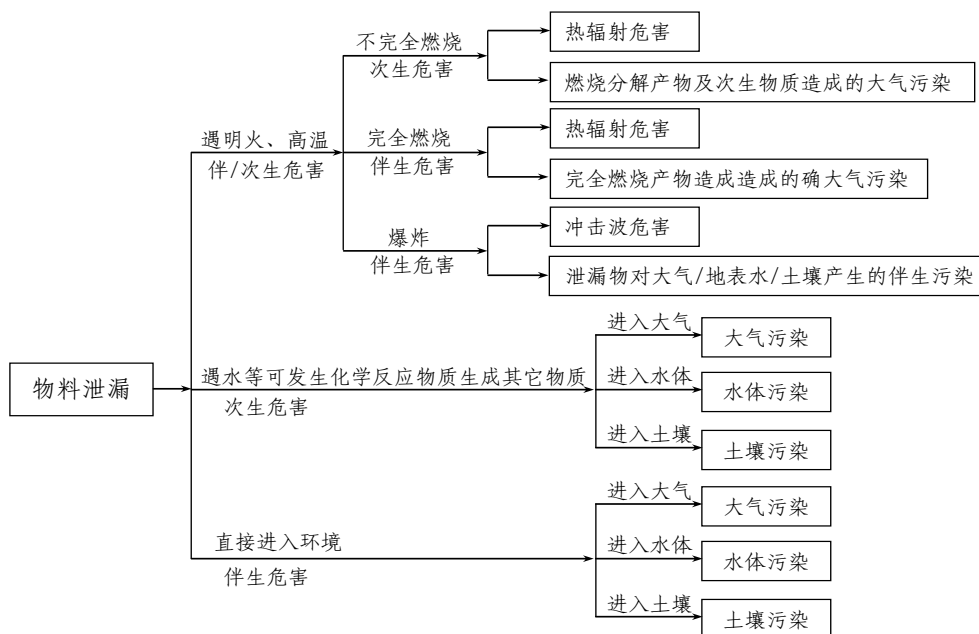 不完全燃烧
次生危害
热辐射危害
燃烧分解产物及次生物质造成的大气污染
遇明火、高温
伴/次生危害
完全燃烧
伴生危害
热辐射危害
完全燃烧产物造成造成的确大气污染
爆炸
伴生危害
冲击波危害
泄漏物对大气/地表水/土壤产生的伴生污染
物料泄漏
遇水等可发生化学反应物质生成其它物质
次生危害
进入大气
大气污染
进入水体
水体污染
进入土壤
土壤污染
直接进入环境
伴生危害
进入大气
大气污染
进入水体
水体污染
进入土壤
土壤污染